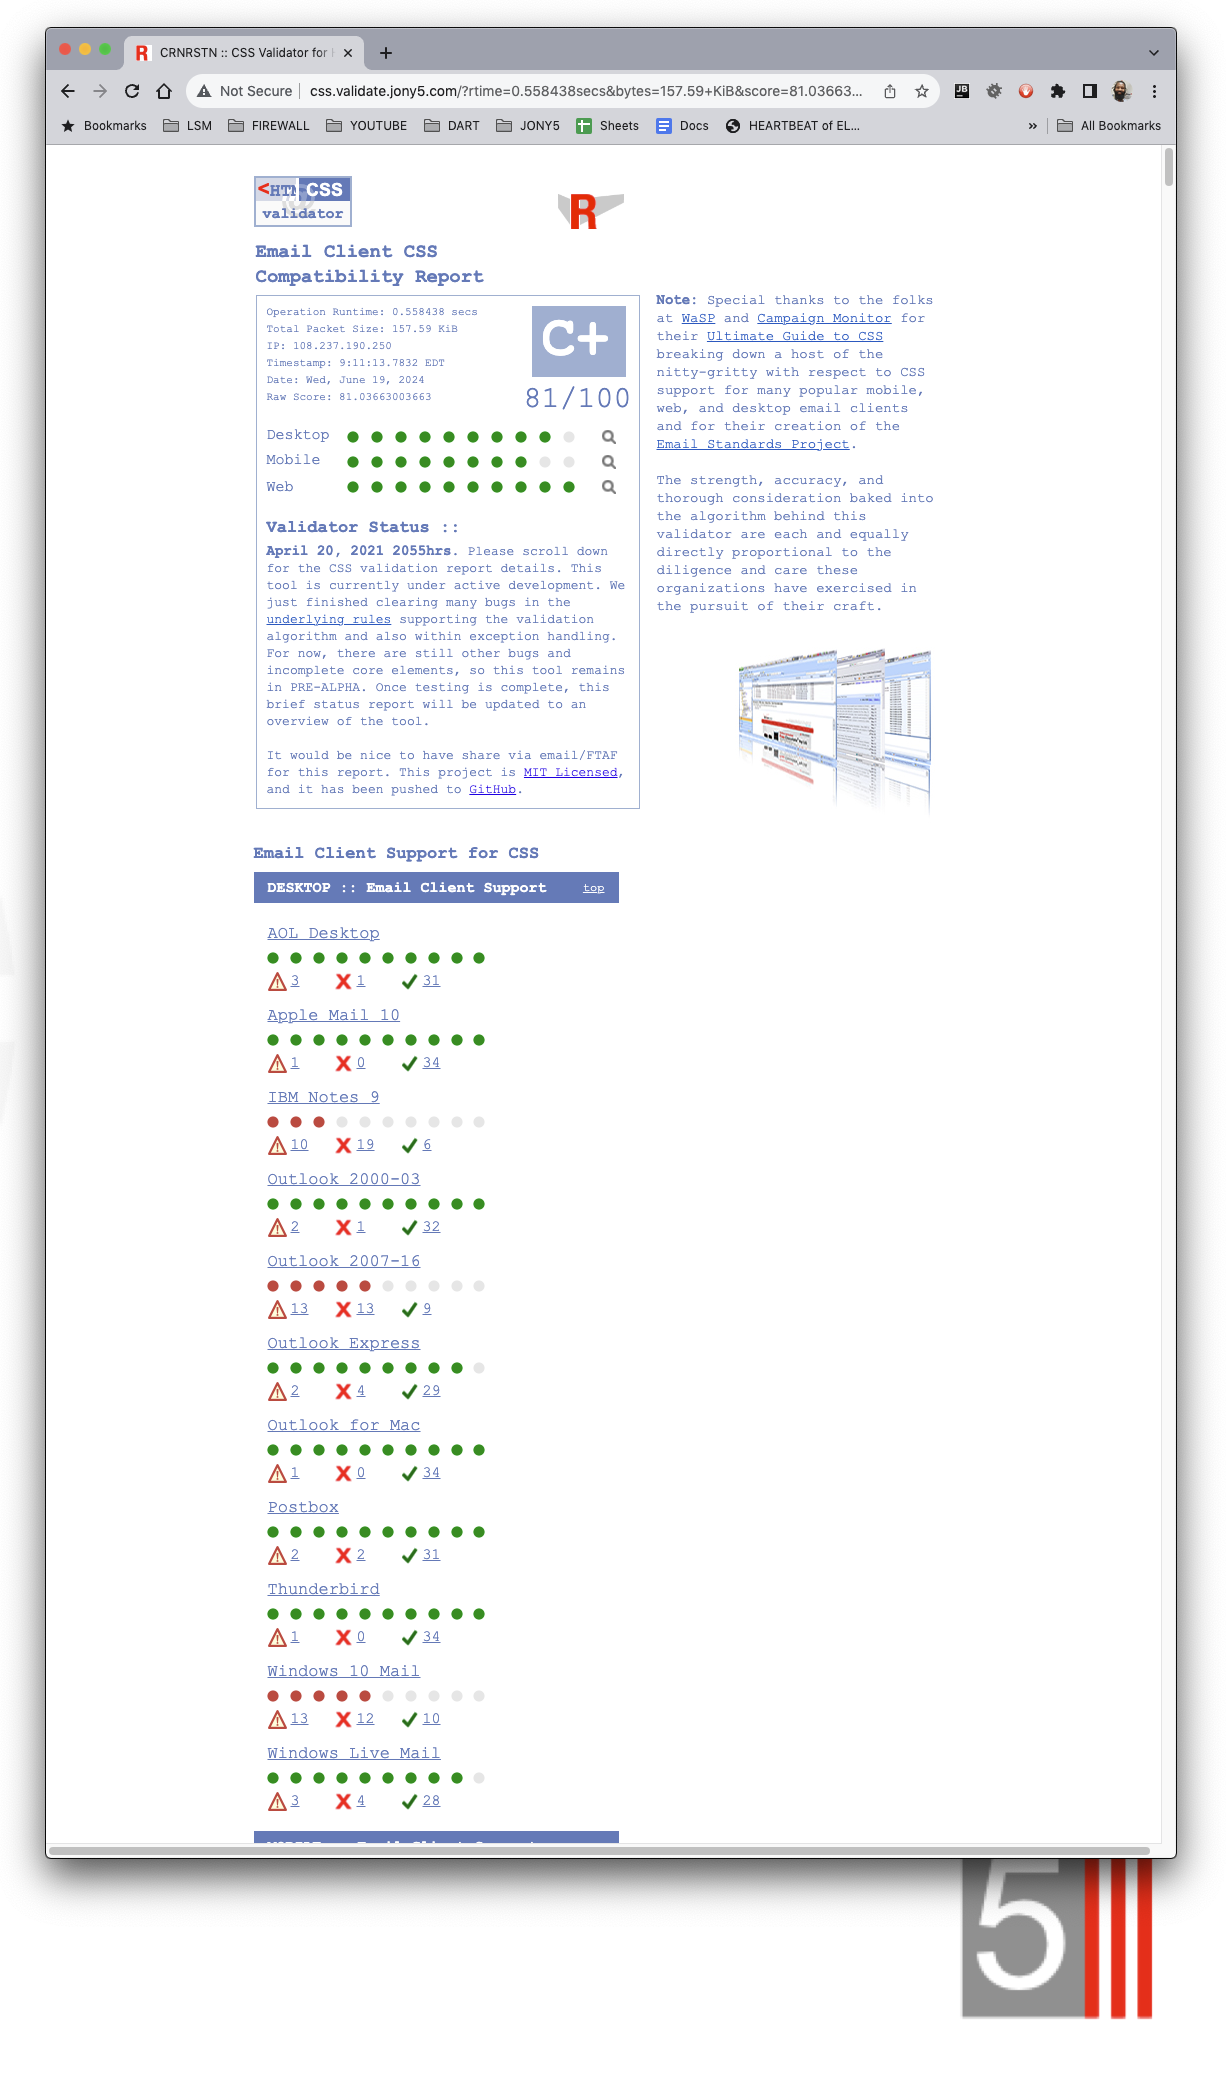 CRNRSTN :: CSS Validator for
Not Secure css.validate.jony5.com/?rtime=0.558438secs&bytes=157.59+KiB&score=81.03663...
JB
Bookmarks LSM FIREWALL YOUTUBE DART JONY5 Sheets Docs HEARTBEAT of EL... » All Bookmarks
<HTM CSS
validator
R
Email Client CSS
Compatibility Report
Operation Runtime: 0.558438 secs
Total Packet Size: 157.59 KiB
IP: 108.237.190.250
Timestamp: 9:11:13.7832 EDT
Date: Wed, June 19, 2024
Raw Score: 81.03663003663
C+
81/100
Desktop
Mobile
Web
Validator Status ::
April 20, 2021 2055hrs. Please scroll down
for the CSS validation report details. This
tool is currently under active development. We
just finished clearing many bugs in the
underlying rules supporting the validation
algorithm and also within exception handling.
For now, there are still other bugs and
incomplete core elements, so this tool remains
in PRE-ALPHA. Once testing is complete, this
brief status report will be updated to an
overview of the tool.
It would be nice to have share via email/FTAF
for this report. This project is MIT Licensed,
and it has been pushed to GitHub.
Note: Special thanks to the folks
at WaSP and Campaign Monitor for
their Ultimate Guide to CSS
breaking down a host of the
nitty-gritty with respect to CSS
support for many popular mobile,
web, and desktop email clients
and for their creation of the
Email Standards Project.
The strength, accuracy, and
thorough consideration baked into
the algorithm behind this
validator are each and equally
directly proportional to the
diligence and care these
organizations have exercised in
the pursuit of their craft.
Email Client Support for CSS
DESKTOP :: Email Client Support top
AOL Desktop
3 1 31
Apple Mail 10
1 0 34
IBM Notes 9
10 19 6
Outlook 2000-03
2 1 32
Outlook 2007-16
13 13 9
Outlook Express
2 4 29
Outlook for Mac
1 0 34
Postbox
2 2 31
Thunderbird
1 0 34
Windows 10 Mail
13 12 10
Windows Live Mail
3 4 28
5